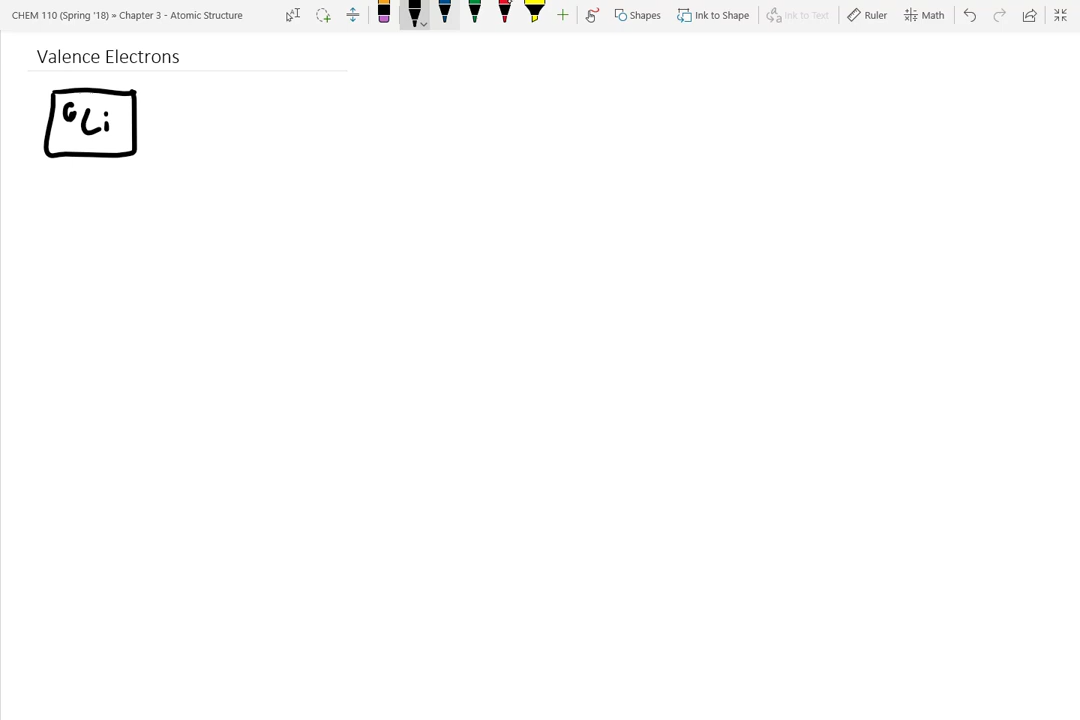 CHEM 110 (Spring '18) » Chapter 3 - Atomic Structure
Shapes
Ink to Shape
Ink to Text
Ruler
Math
Valence Electrons
⁶Li